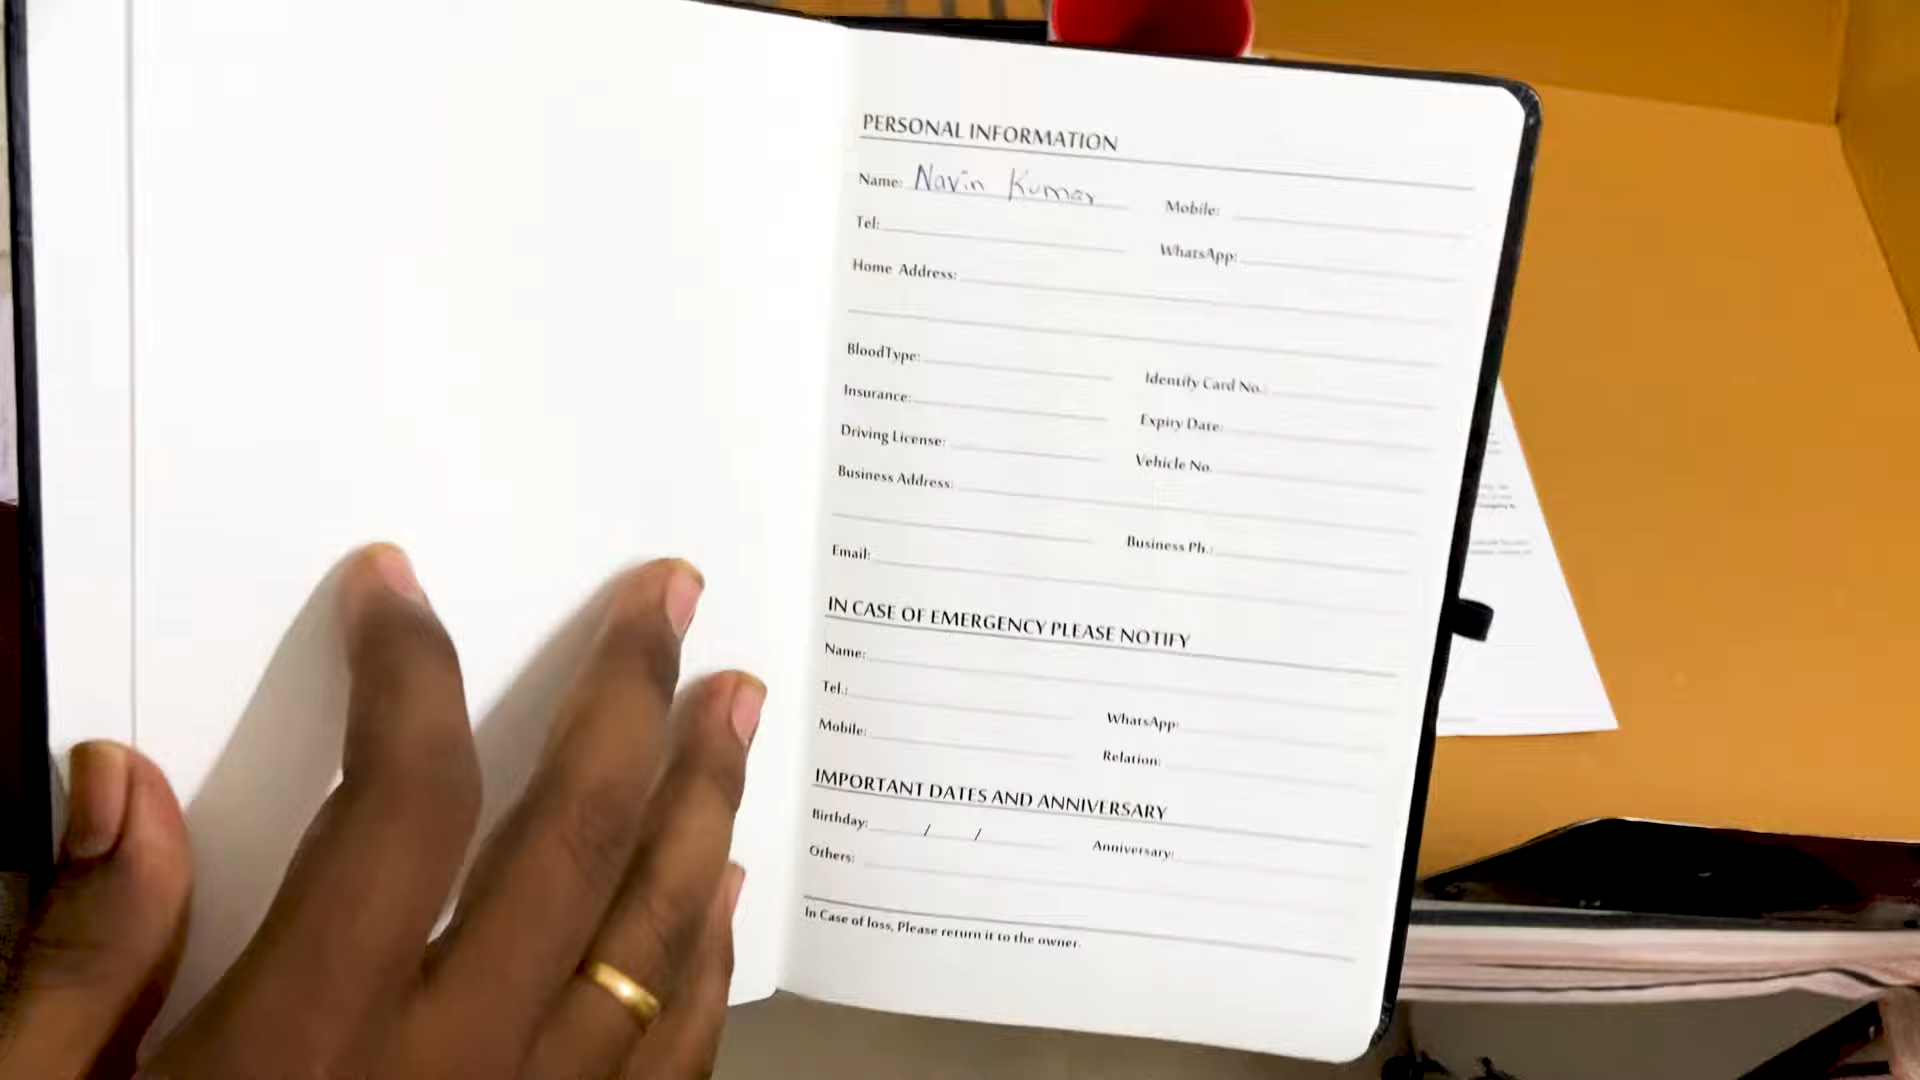 PERSONAL INFORMATION
Name: Navin Kumar Mobile:
Tel: WhatsApp:
Home Address:
BloodType: Identify Card No.:
Insurance: Expiry Date:
Driving License: Vehicle No.
Business Address:
Business Ph.:
Email:
IN CASE OF EMERGENCY PLEASE NOTIFY
Name:
Tel.: WhatsApp:
Mobile: Relation:
IMPORTANT DATES AND ANNIVERSARY
Birthday: / / Anniversary:
Others:
In Case of loss, Please return it to the owner.